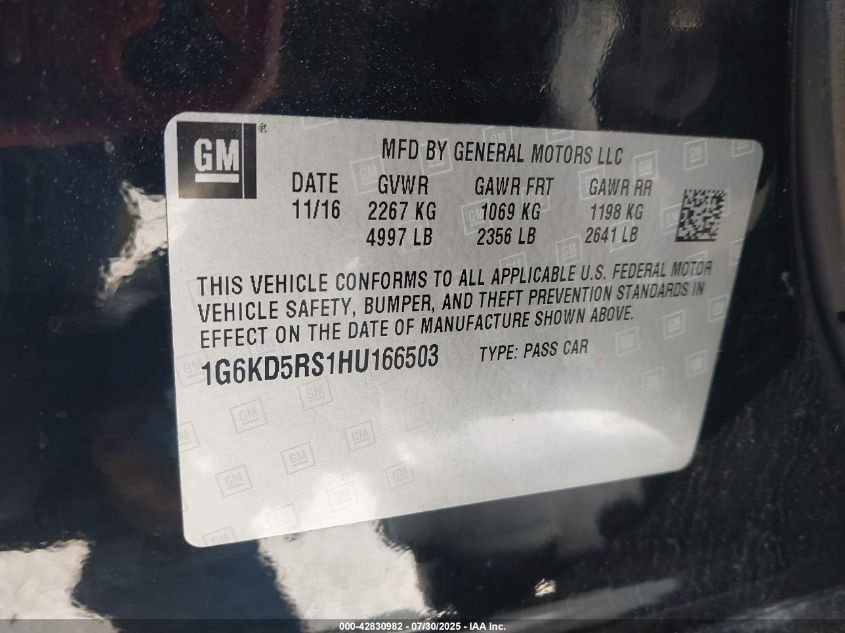 GM ®
MFD BY GENERAL MOTORS LLC
DATE GVWR GAWR FRT GAWR RR
11/16 2267 KG 1069 KG 1198 KG
4997 LB 2356 LB 2641 LB
THIS VEHICLE CONFORMS TO ALL APPLICABLE U.S. FEDERAL MOTOR
VEHICLE SAFETY, BUMPER, AND THEFT PREVENTION STANDARDS IN
EFFECT ON THE DATE OF MANUFACTURE SHOWN ABOVE.
1G6KD5RS1HU166503 TYPE: PASS CAR
000-42830982 - 07/30/2025 - IAA Inc.